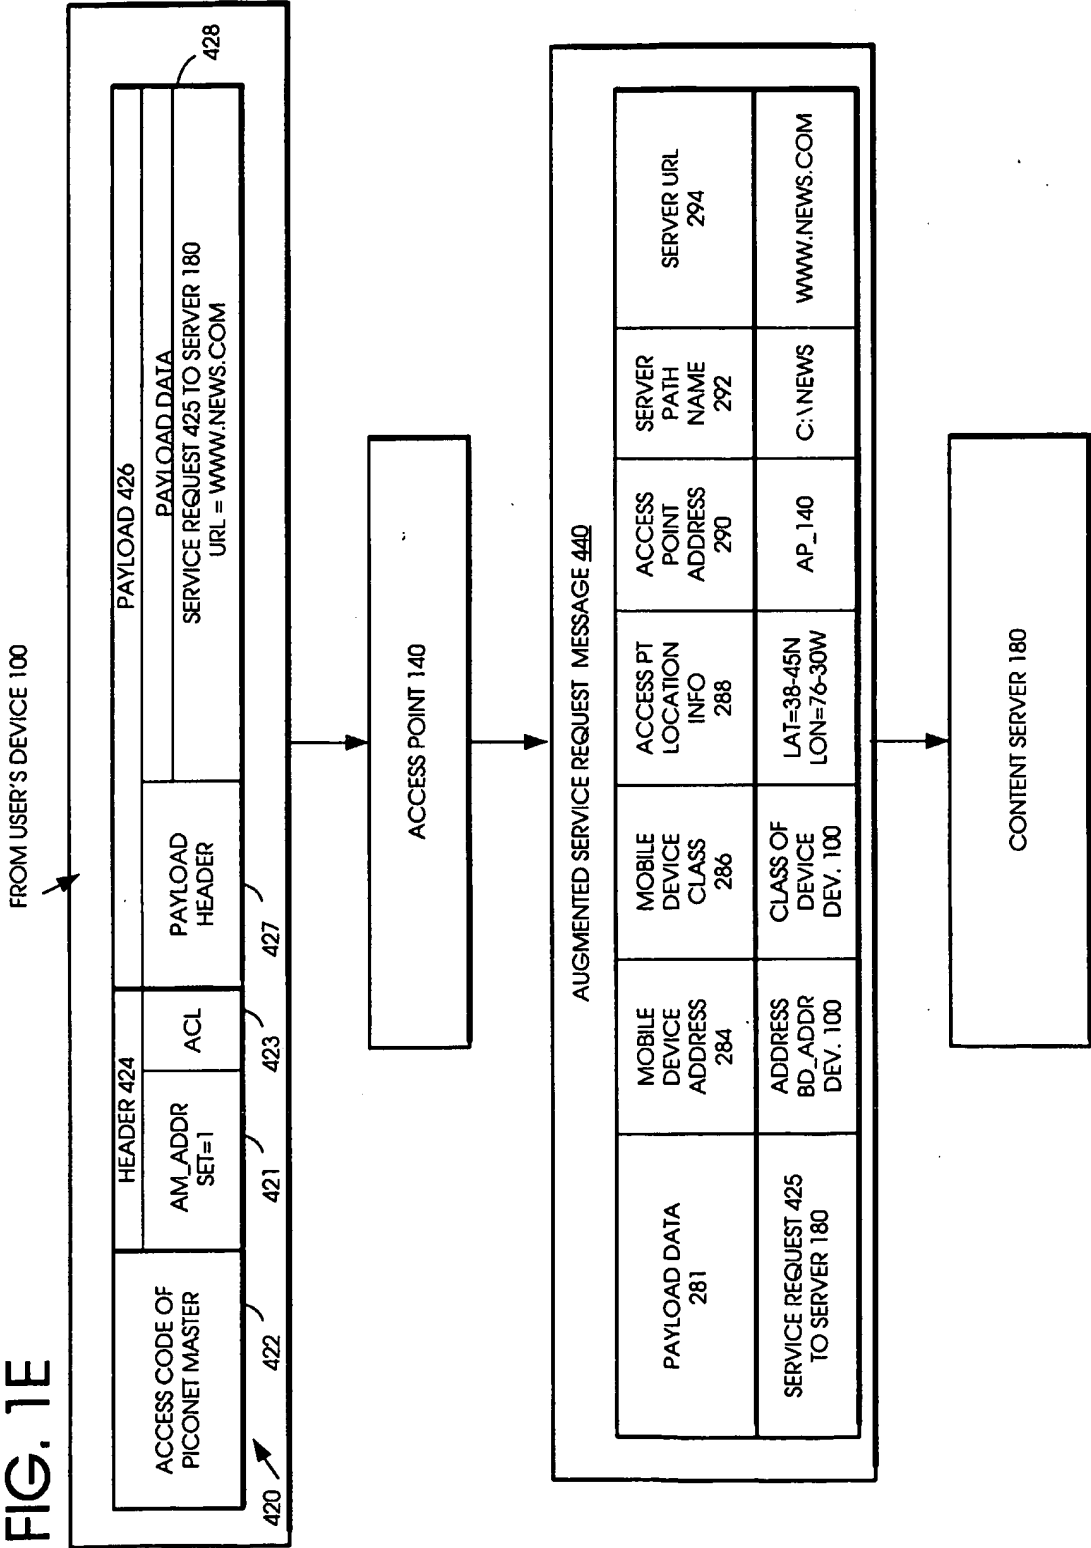 FIG. 1E
FROM USER'S DEVICE 100
ACCESS CODE OF
PICONET MASTER
HEADER 424
AM_ADDR
SET=1
ACL
PAYLOAD 426
PAYLOAD
HEADER
PAYLOAD DATA
SERVICE REQUEST 425 TO SERVER 180
URL = WWW.NEWS.COM
420
422
421
423
427
428
ACCESS POINT 140
AUGMENTED SERVICE REQUEST MESSAGE 440
PAYLOAD DATA
281
MOBILE
DEVICE
ADDRESS
284
MOBILE
DEVICE
CLASS
286
ACCESS PT
LOCATION
INFO
288
ACCESS
POINT
ADDRESS
290
SERVER
PATH
NAME
292
SERVER URL
294
SERVICE REQUEST 425
TO SERVER 180
ADDRESS
BD_ADDR
DEV. 100
CLASS OF
DEVICE
DEV. 100
LAT=38-45N
LON=76-30W
AP_140
C:\NEWS
WWW.NEWS.COM
CONTENT SERVER 180